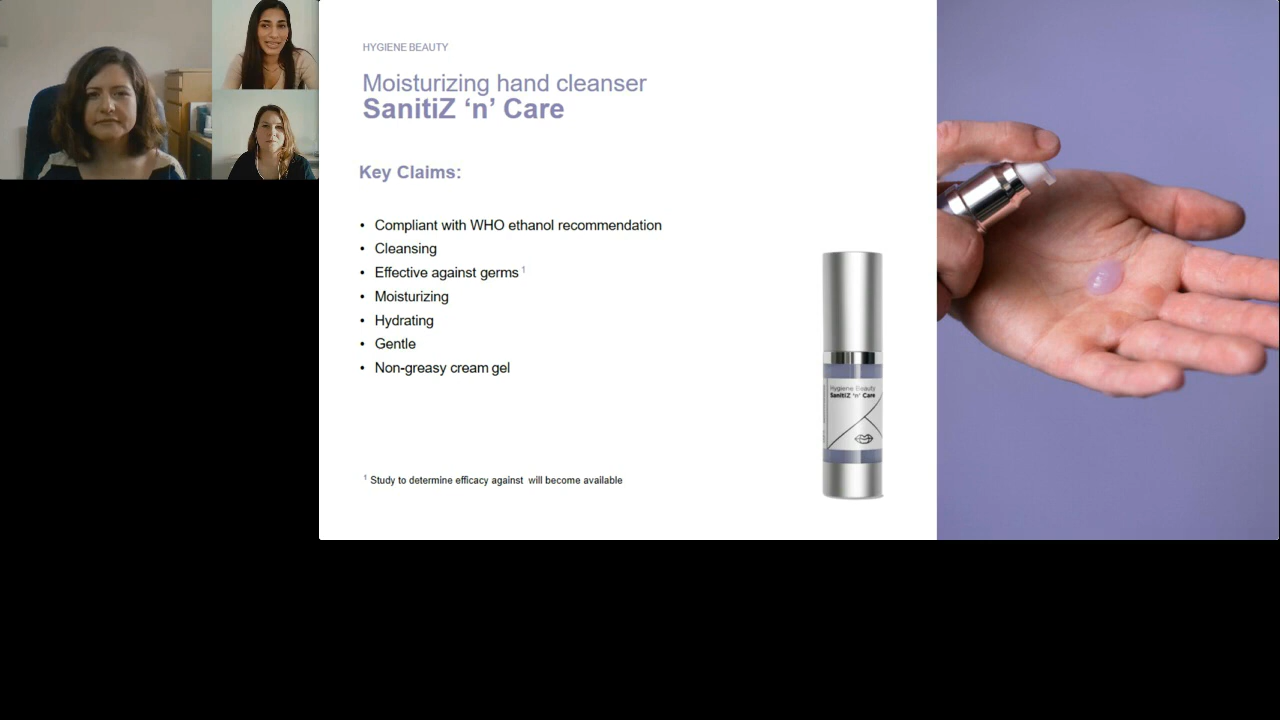 HYGIENE BEAUTY
Moisturizing hand cleanser
SanitiZ ‘n’ Care
Key Claims:
• Compliant with WHO ethanol recommendation
• Cleansing
• Effective against germs ¹
• Moisturizing
• Hydrating
• Gentle
• Non-greasy cream gel
¹ Study to determine efficacy against will become available
Hygiene Beauty
SanitiZ ‘n’ Care